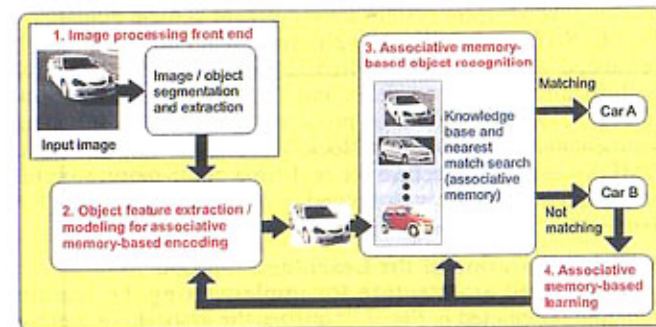 1. Image processing front end
Image / object
segmentation
and extraction
Input image
2. Object feature extraction /
modeling for associative
memory-based encoding
3. Associative memory-
based object recognition
Knowledge
base and
nearest
match search
(associative
memory)
Matching
Car A
Car B
Not
matching
4. Associative
memory-based
learning